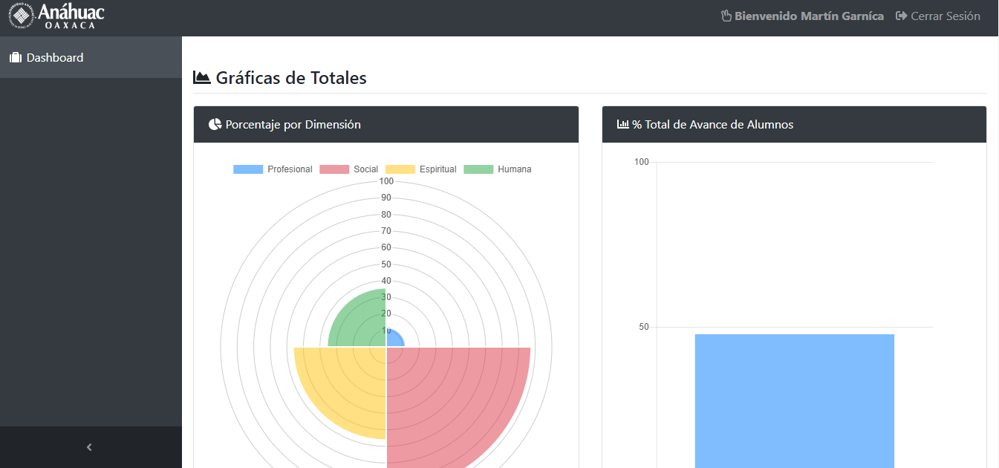 Anáhuac
OAXACA
Bienvenido Martín Garníca
Cerrar Sesión
Dashboard
Gráficas de Totales
Porcentaje por Dimensión
Profesional Social Espiritual Humana
100
90
80
70
60
50
40
30
20
10
% Total de Avance de Alumnos
100
50